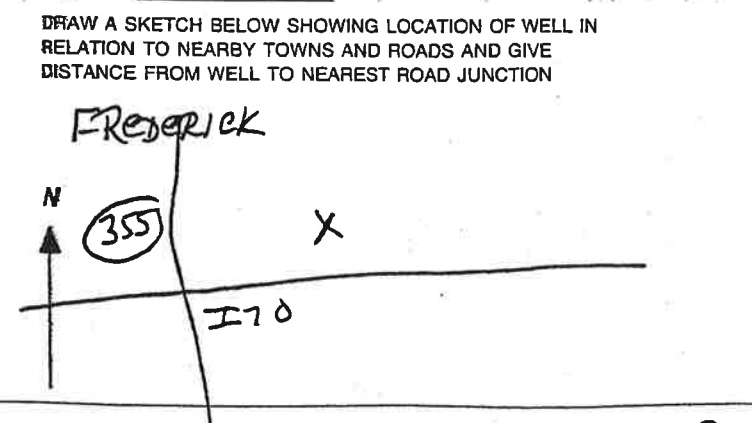 DRAW A SKETCH BELOW SHOWING LOCATION OF WELL IN
RELATION TO NEARBY TOWNS AND ROADS AND GIVE
DISTANCE FROM WELL TO NEAREST ROAD JUNCTION
FREDERICK
N
355
X
I70